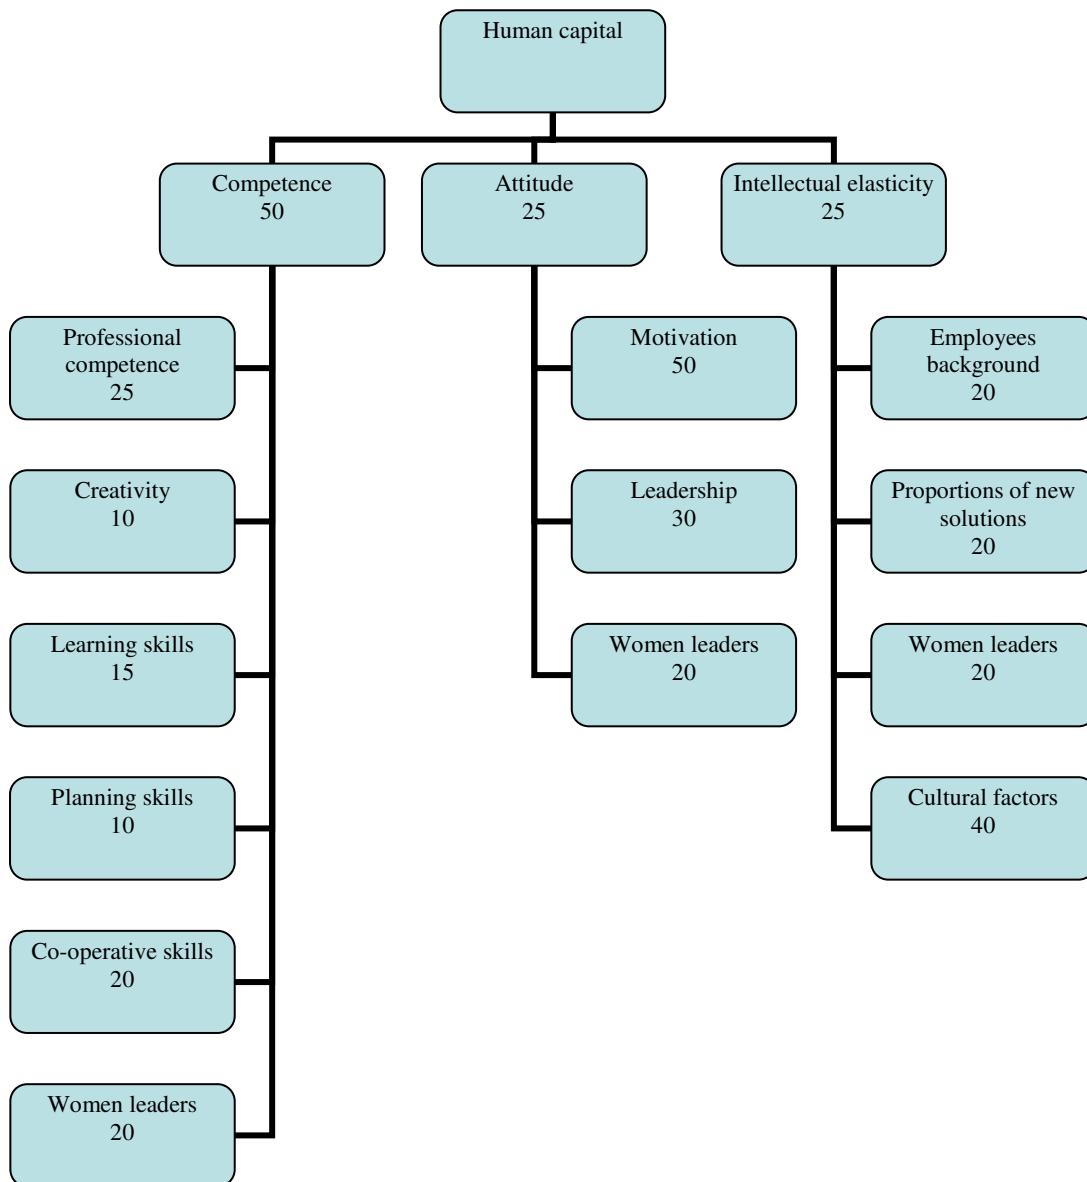 Human capital
Competence
50
Attitude
25
Intellectual elasticity
25
Professional
competence
25
Creativity
10
Learning skills
15
Planning skills
10
Co-operative skills
20
Women leaders
20
Motivation
50
Leadership
30
Women leaders
20
Employees
background
20
Proportions of new
solutions
20
Women leaders
20
Cultural factors
40